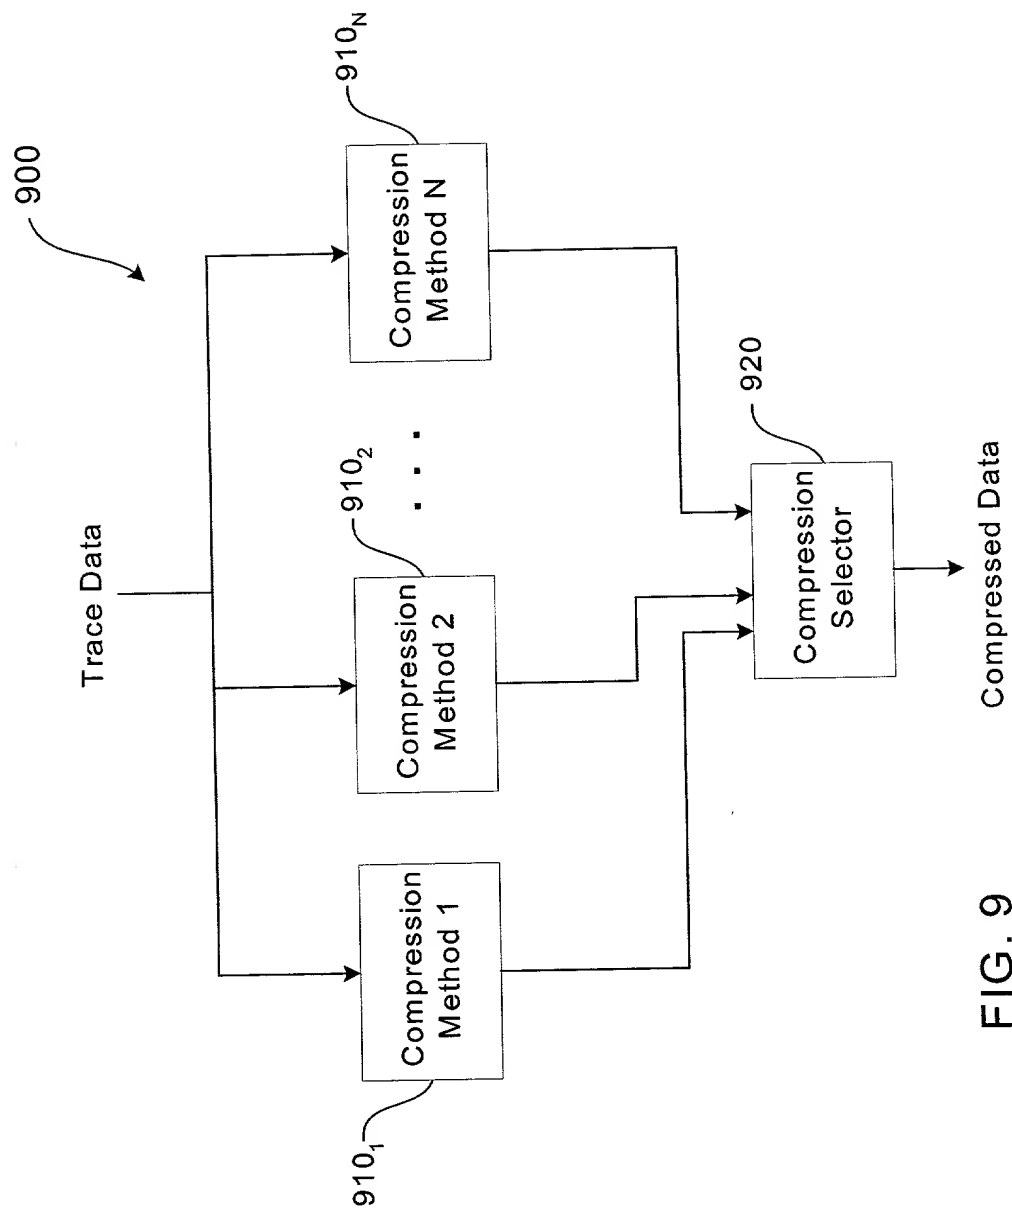 900
Trace Data
910₁
Compression
Method 1
910₂
Compression
Method 2
. . .
910_N
Compression
Method N
920
Compression
Selector
Compressed Data
FIG. 9